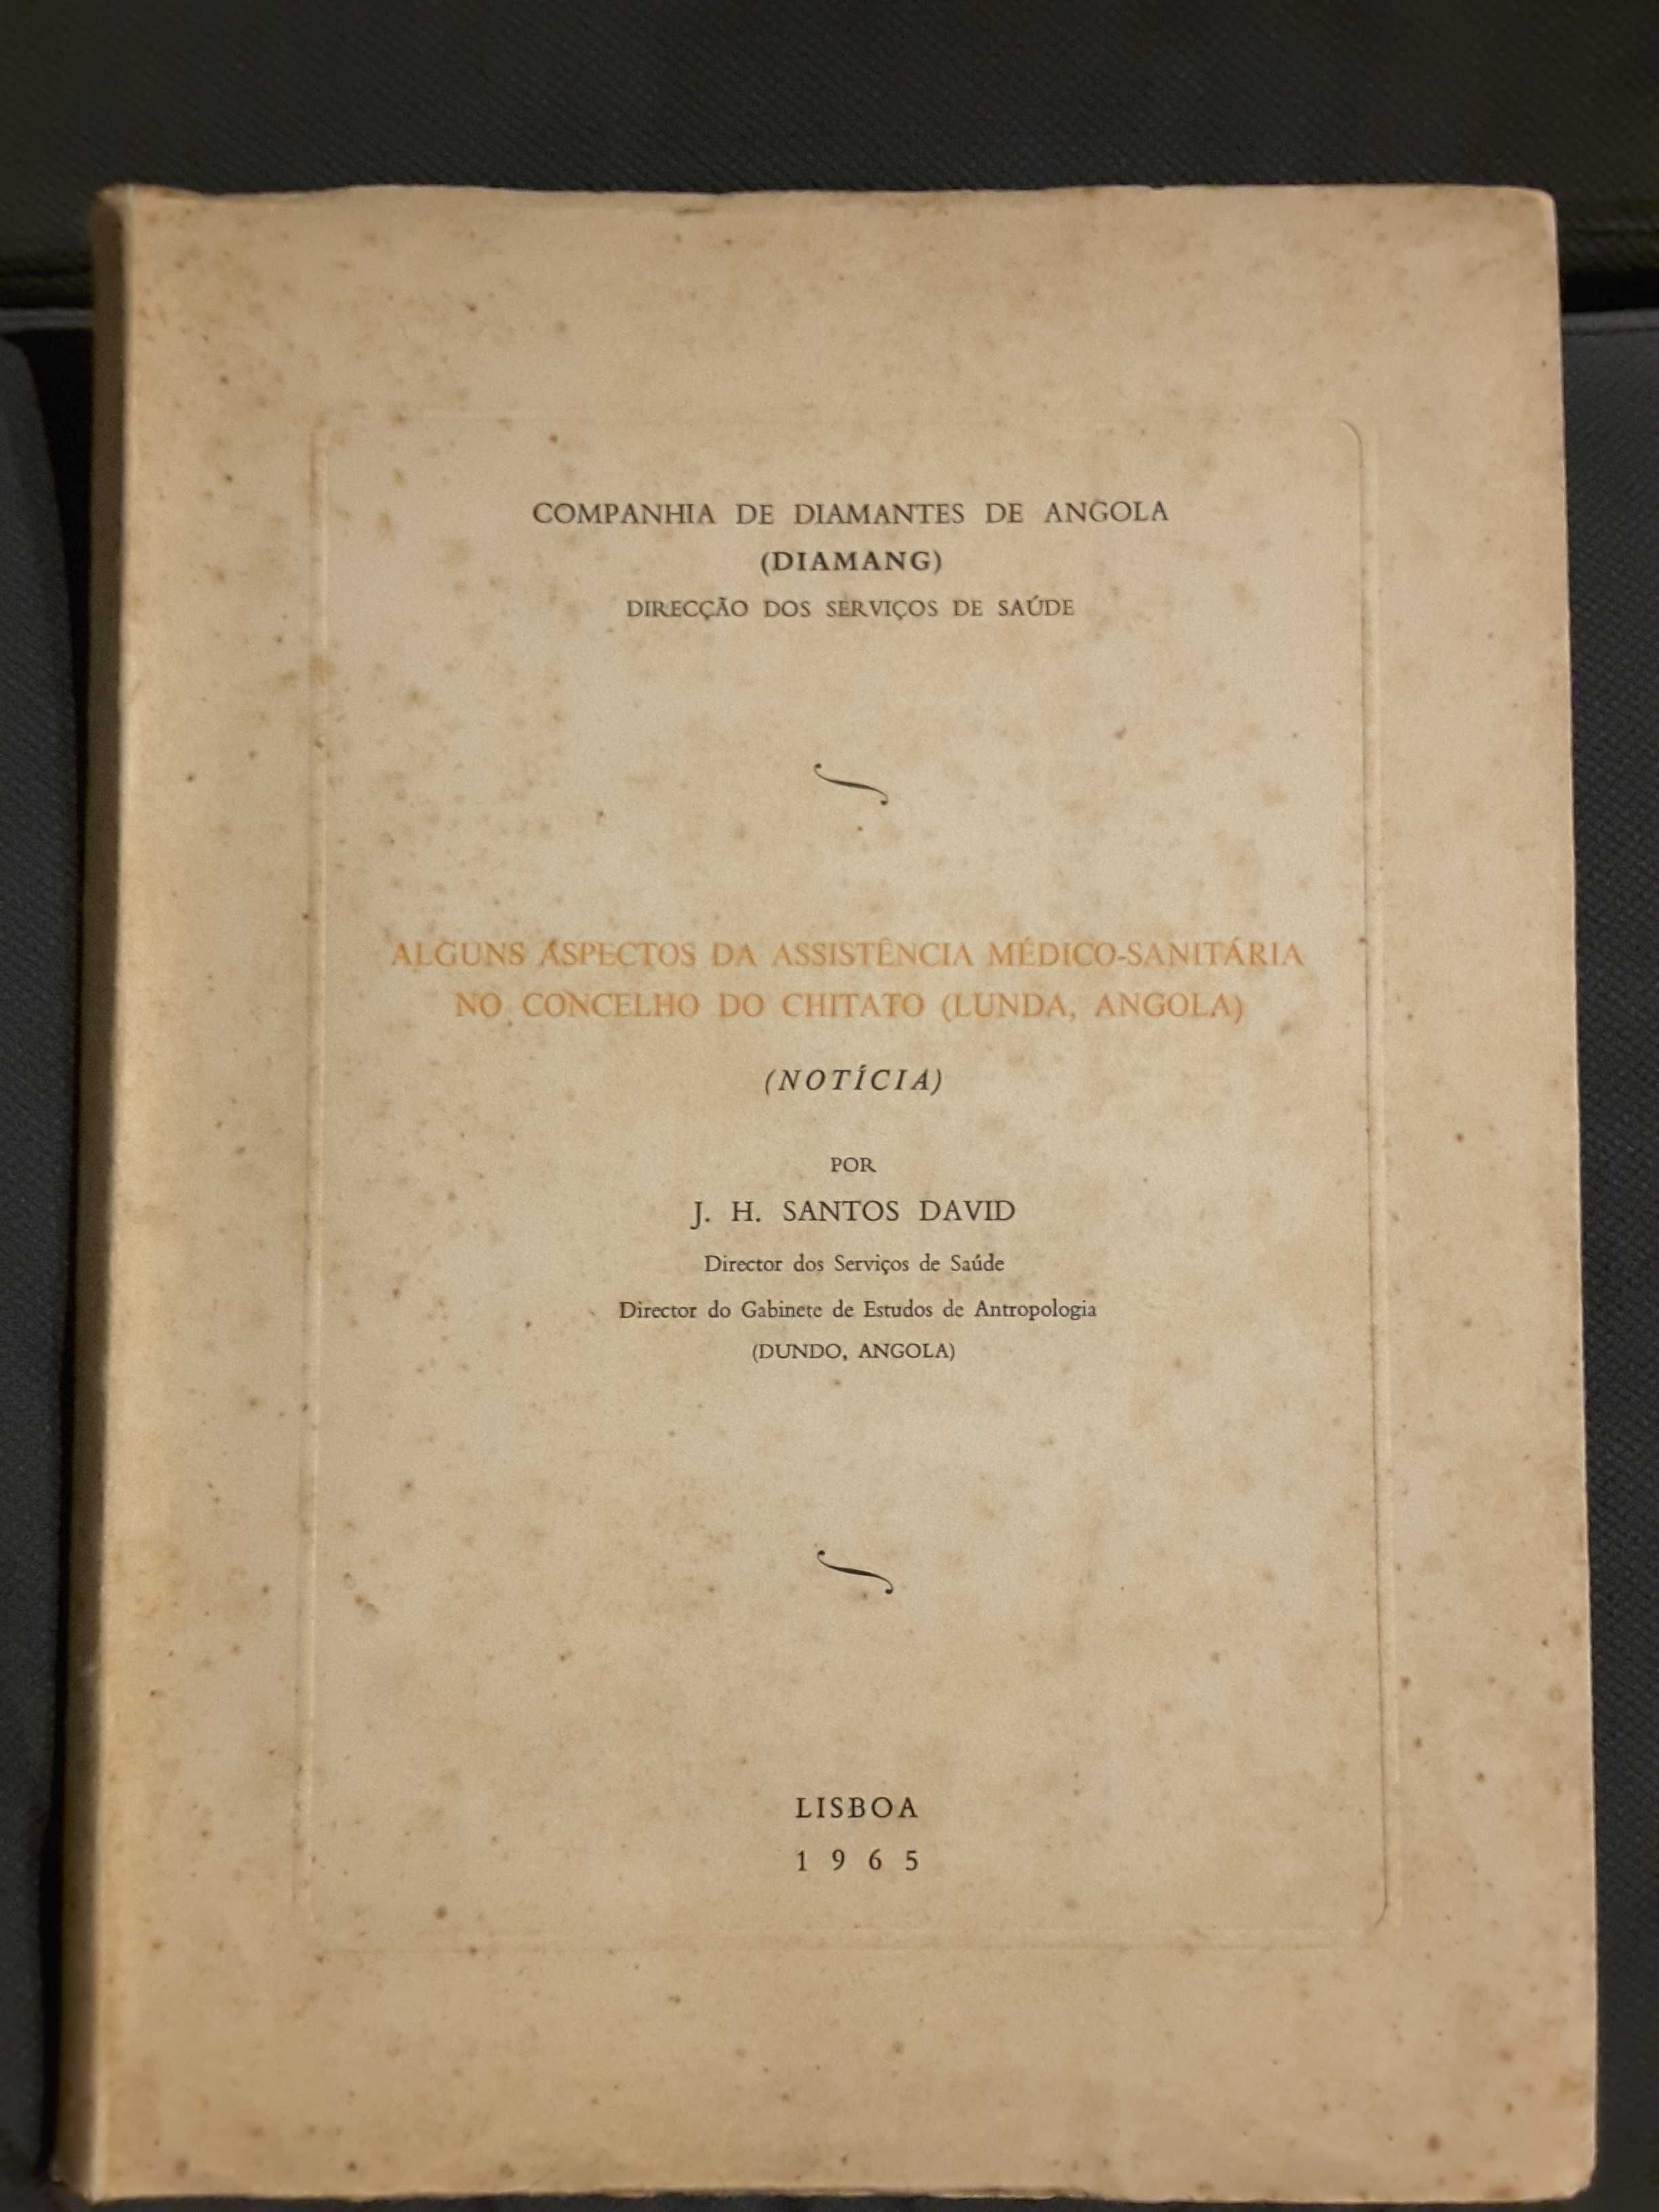 COMPANHIA DE DIAMANTES DE ANGOLA
(DIAMANG)
DIRECÇÃO DOS SERVIÇOS DE SAÚDE
ALGUNS ASPECTOS DA ASSISTÊNCIA MÉDICO-SANITÁRIA
NO CONCELHO DO CHITATO (LUNDA, ANGOLA)
(NOTÍCIA)
POR
J. H. SANTOS DAVID
Director dos Serviços de Saúde
Director do Gabinete de Estudos de Antropologia
(DUNDO, ANGOLA)
LISBOA
1965